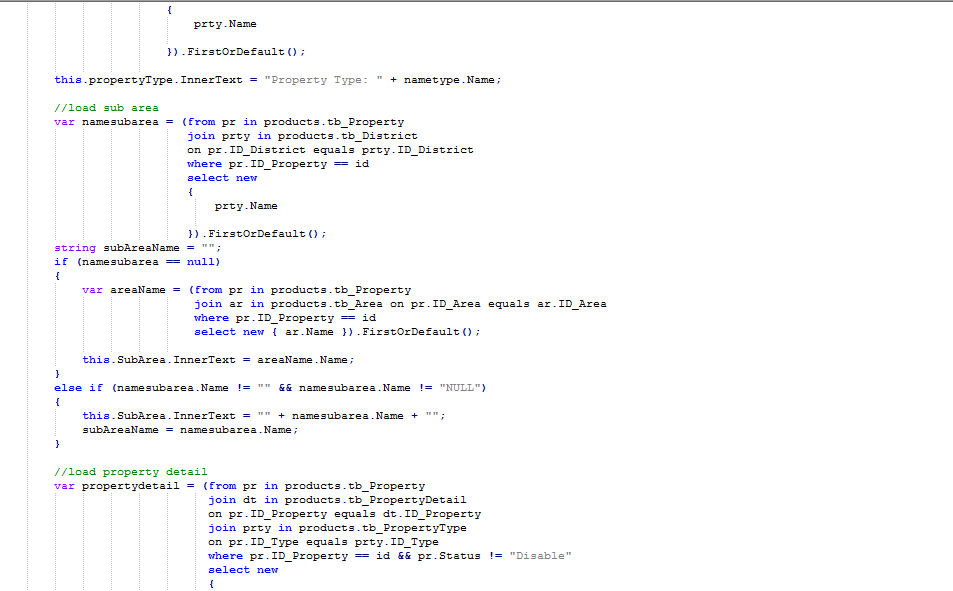 {
prty.Name
}).FirstOrDefault();
this.propertyType.InnerText = "Property Type: " + nametype.Name;
//load sub area
var namesubarea = (from pr in products.tb_Property
join prty in products.tb_District
on pr.ID_District equals prty.ID_District
where pr.ID_Property == id
select new
{
prty.Name
}).FirstOrDefault();
string subAreaName = "";
if (namesubarea == null)
{
var areaName = (from pr in products.tb_Property
join ar in products.tb_Area on pr.ID_Area equals ar.ID_Area
where pr.ID_Property == id
select new { ar.Name }).FirstOrDefault();
this.SubArea.InnerText = areaName.Name;
}
else if (namesubarea.Name != "" && namesubarea.Name != "NULL")
{
this.SubArea.InnerText = "" + namesubarea.Name + "";
subAreaName = namesubarea.Name;
}
//load property detail
var propertydetail = (from pr in products.tb_Property
join dt in products.tb_PropertyDetail
on pr.ID_Property equals dt.ID_Property
join prty in products.tb_PropertyType
on pr.ID_Type equals prty.ID_Type
where pr.ID_Property == id && pr.Status != "Disable"
select new
{